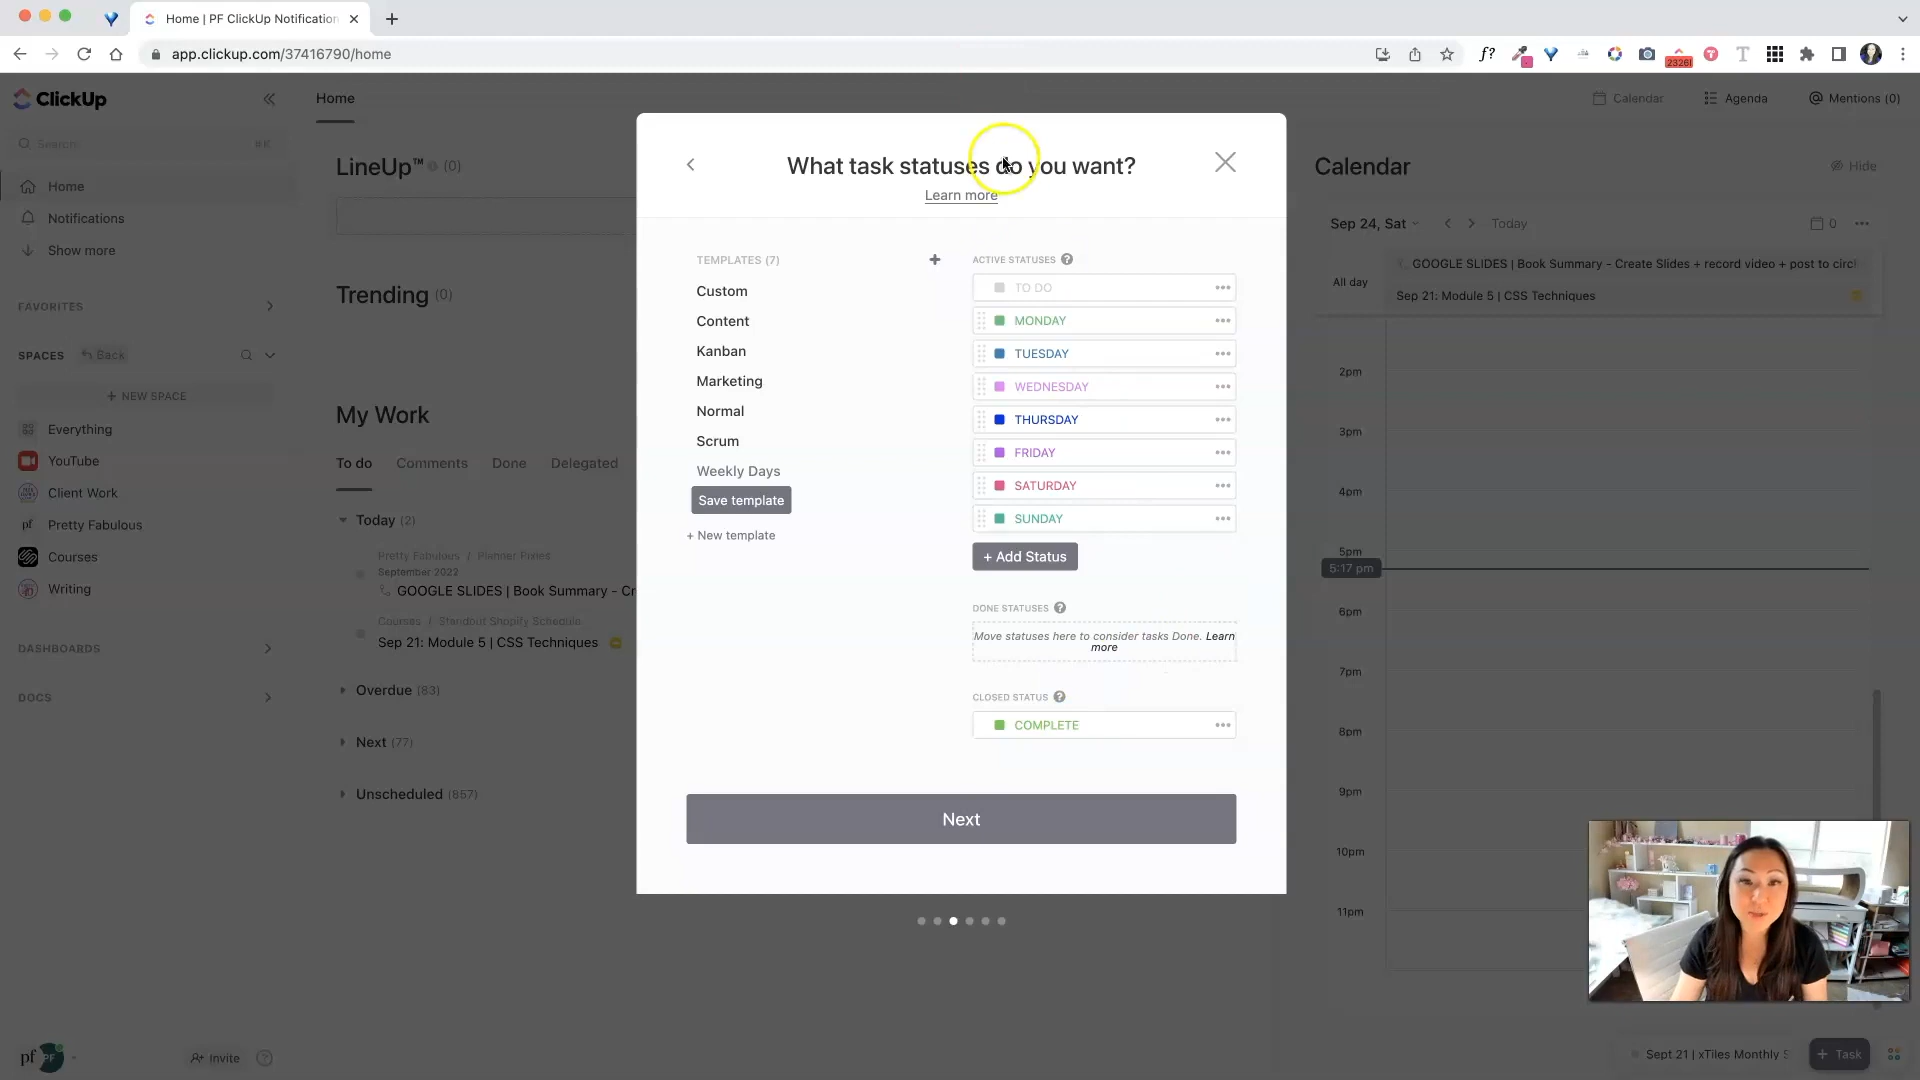 Home | PF ClickUp Notification
app.clickup.com/37416790/home
f?
2326!
T
T
ClickUp
Search
⌘K
Home
Notifications
Show more
FAVORITES
SPACES
Back
+ NEW SPACE
Everything
YouTube
Client Work
pf Pretty Fabulous
Courses
Writing
DASHBOARDS
DOCS
pf
PF
Invite
Home
Calendar
Agenda
Mentions (0)
LineUp™ (0)
Trending (0)
My Work
To do
Comments
Done
Delegated
Today (2)
Pretty Fabulous / Planner Pixies
September 2022
GOOGLE SLIDES | Book Summary - Cr
Courses / Standout Shopify Schedule
Sep 21: Module 5 | CSS Techniques
Overdue (83)
Next (77)
Unscheduled (857)
What task statuses do you want?
Learn more
TEMPLATES (7)
+
Custom
Content
Kanban
Marketing
Normal
Scrum
Weekly Days
Save template
+ New template
ACTIVE STATUSES ?
TO DO
MONDAY
TUESDAY
WEDNESDAY
THURSDAY
FRIDAY
SATURDAY
SUNDAY
+ Add Status
DONE STATUSES ?
Move statuses here to consider tasks Done. Learn
more
CLOSED STATUS ?
COMPLETE
Next
Calendar
Hide
Sep 24, Sat
Today
0
All day
GOOGLE SLIDES | Book Summary - Create Slides + record video + post to circl
Sep 21: Module 5 | CSS Techniques
2pm
3pm
4pm
5pm
5:17 pm
6pm
7pm
8pm
9pm
10pm
11pm
Sept 21 | xTiles Monthly S
+ Task